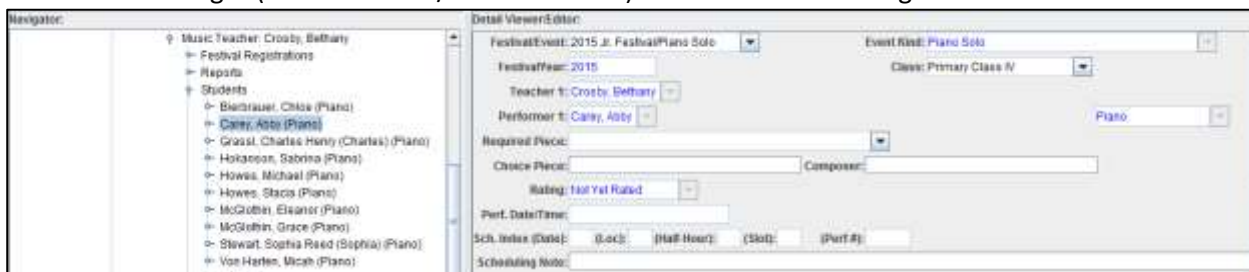 Navigator:
Music Teacher: Crosby, Bethany
Festival Registrations
Reports
Students
Bierbrauer, Chloe (Piano)
Carey, Abby (Piano)
Grassl, Charles Henry (Charles) (Piano)
Hokanson, Sabrina (Piano)
Howes, Michael (Piano)
Howes, Stacia (Piano)
McGlothin, Eleanor (Piano)
McGlothin, Grace (Piano)
Stewart, Sophia Reed (Sophia) (Piano)
Von Harten, Micah (Piano)
Detail Viewer/Editor:
Festival/Event: 2015 Jr. Festival/Piano Solo Event Kind: Piano Solo
FestivalYear: 2015 Class: Primary Class IV
Teacher 1: Crosby, Bethany
Performer 1: Carey, Abby Piano
Required Piece:
Choice Piece: Composer:
Rating: Not Yet Rated
Perf. Date/Time:
Sch. Index (Date): (Loc): (Half-Hour): (Slot): (Perf #):
Scheduling Note: